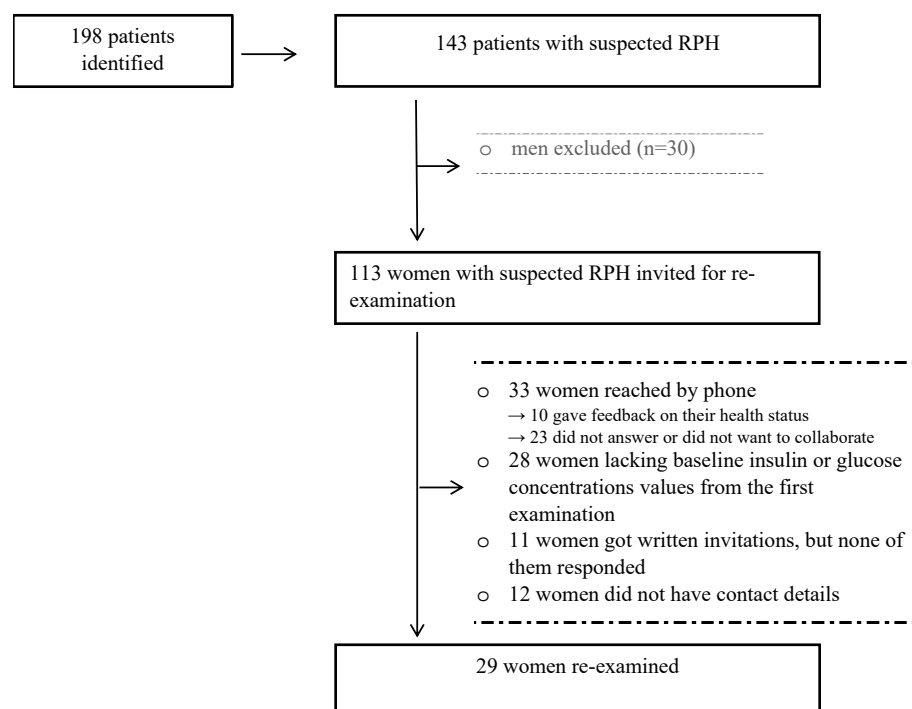 198 patients
identified
143 patients with suspected RPH
o men excluded (n=30)
113 women with suspected RPH invited for re-
examination
o 33 women reached by phone
→ 10 gave feedback on their health status
→ 23 did not answer or did not want to collaborate
o 28 women lacking baseline insulin or glucose
concentrations values from the first
examination
o 11 women got written invitations, but none of
them responded
o 12 women did not have contact details
29 women re-examined